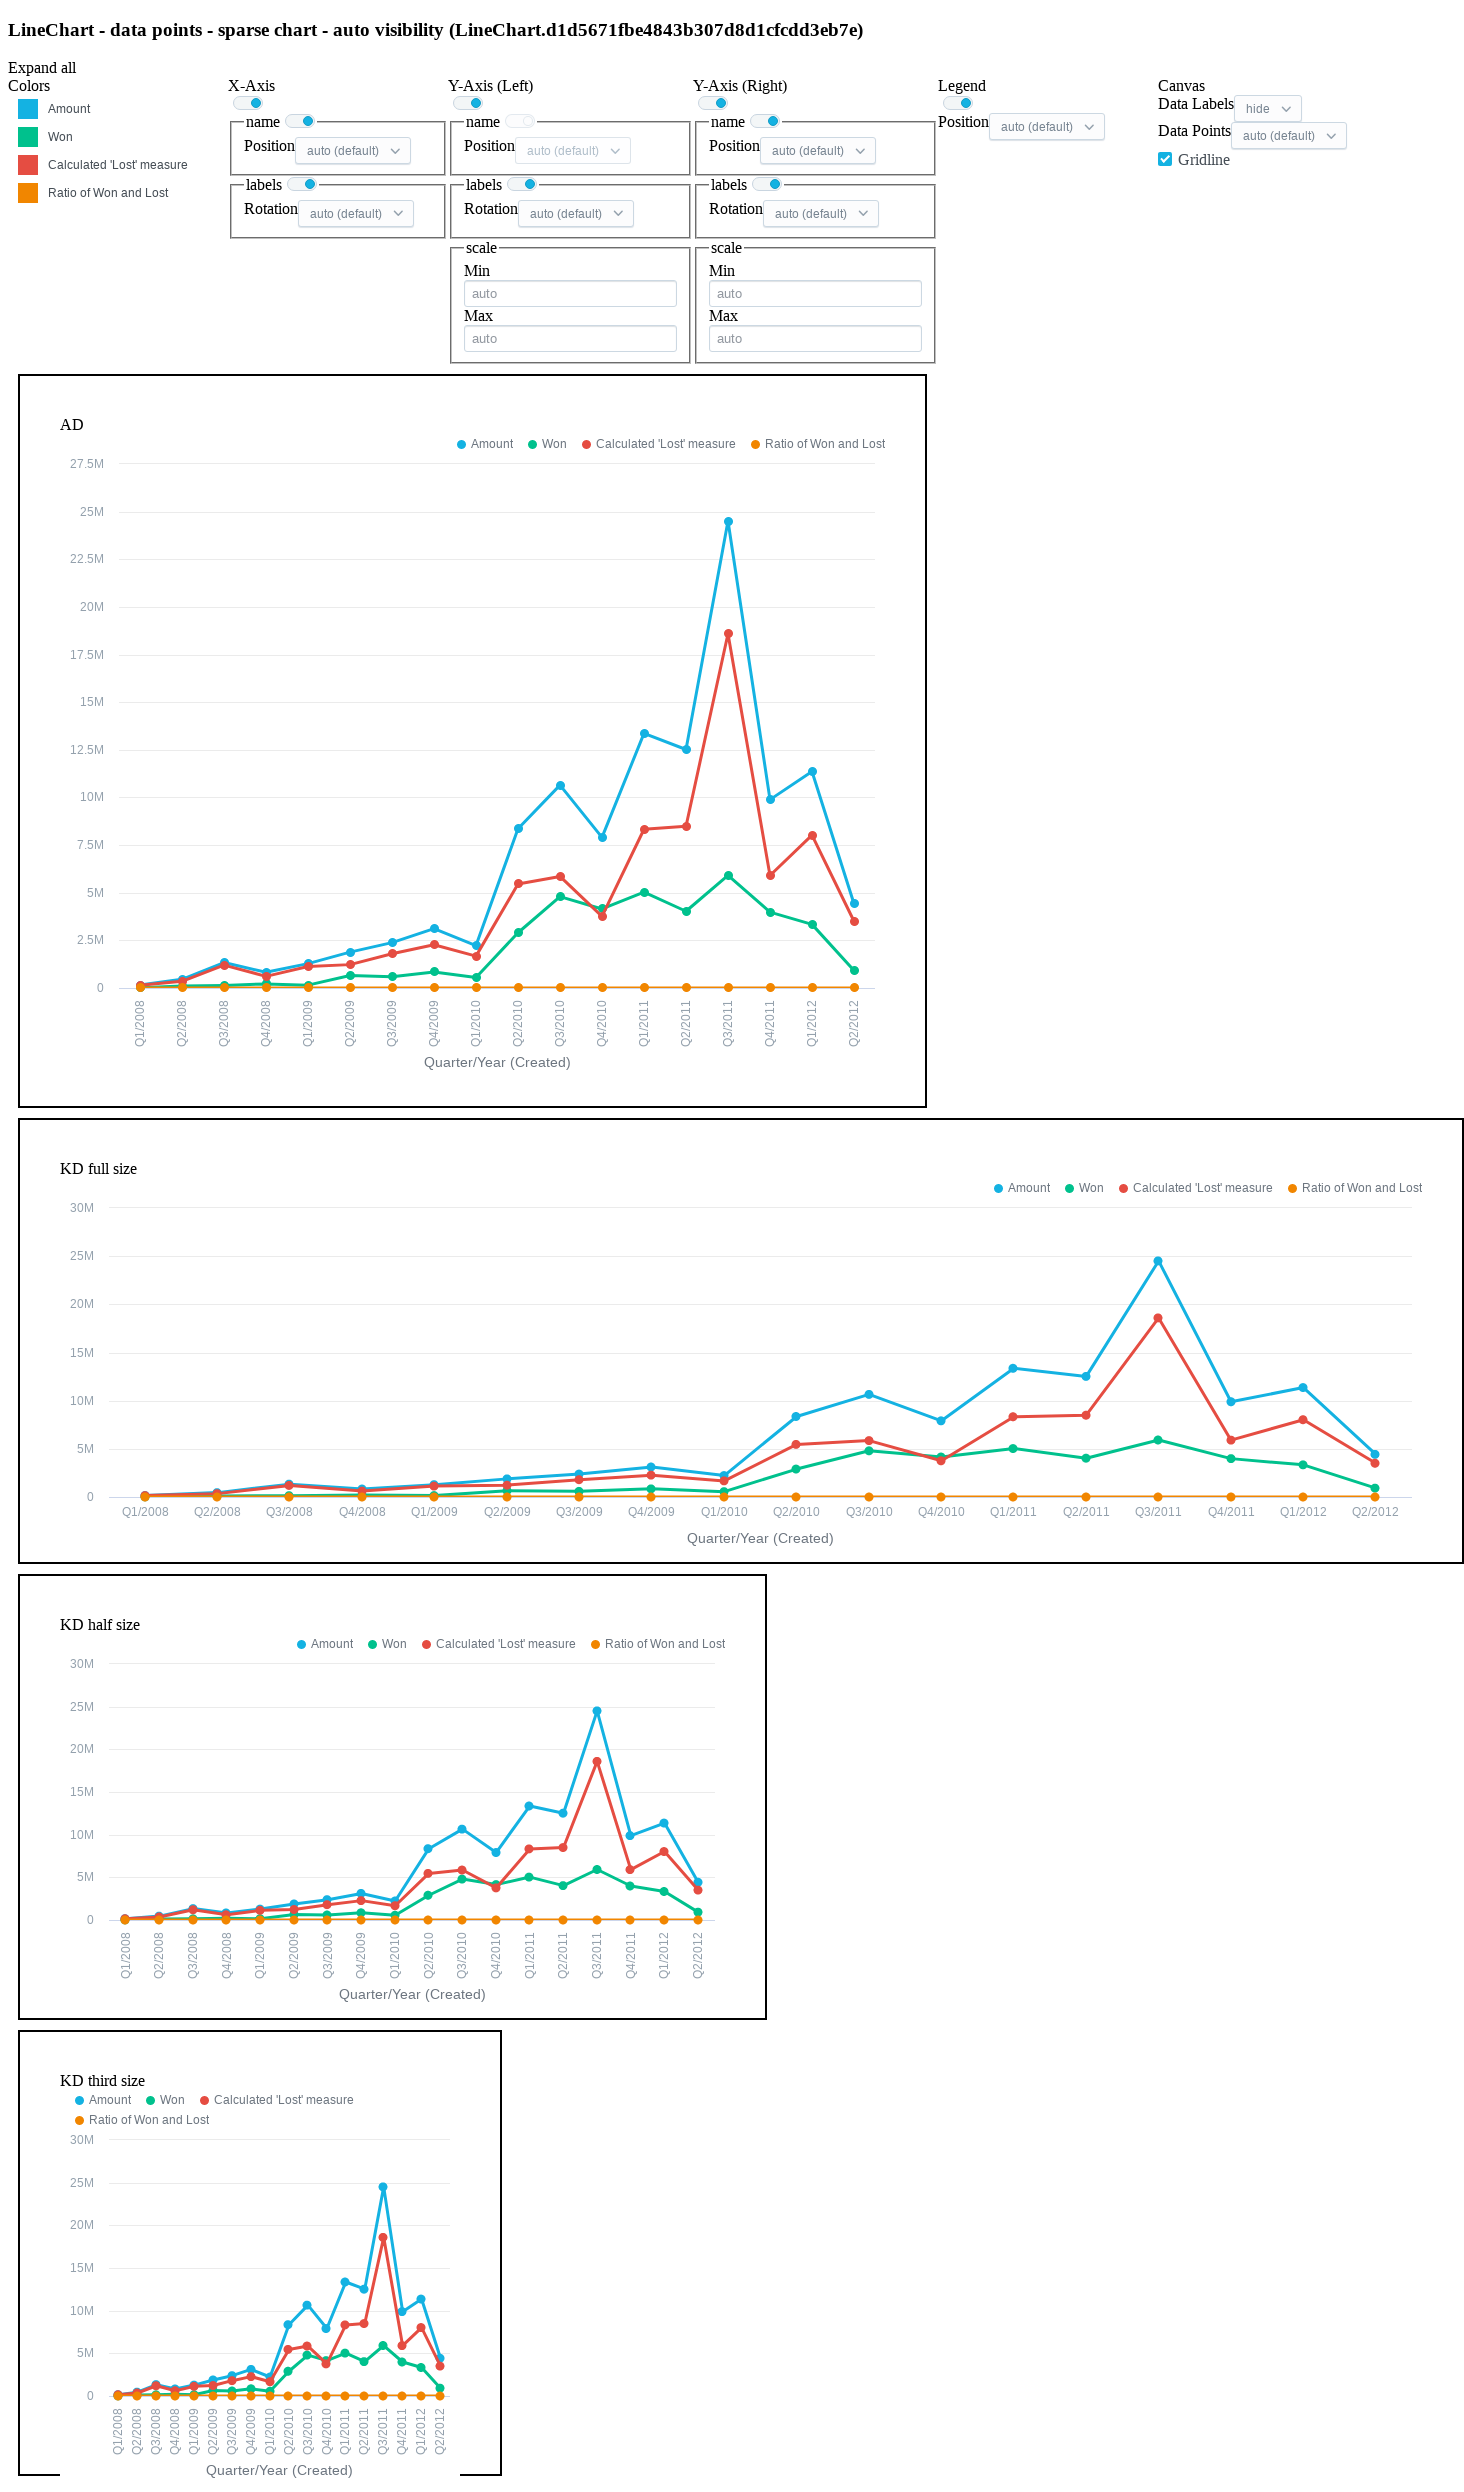 LineChart - data points - sparse chart - auto visibility (LineChart.d1d5671fbe4843b307d8d1cfcdd3eb7e)
Expand all
Colors
Amount
Won
Calculated 'Lost' measure
Ratio of Won and Lost
X-Axis
name
Position auto (default)
labels
Rotation auto (default)
Y-Axis (Left)
name
Position auto (default)
labels
Rotation auto (default)
scale
Min
auto
Max
auto
Y-Axis (Right)
name
Position auto (default)
labels
Rotation auto (default)
scale
Min
auto
Max
auto
Legend
Position auto (default)
Canvas
Data Labels hide
Data Points auto (default)
Gridline
AD
Amount Won Calculated 'Lost' measure Ratio of Won and Lost
27.5M
25M
22.5M
20M
17.5M
15M
12.5M
10M
7.5M
5M
2.5M
0
Q1/2008 Q2/2008 Q3/2008 Q4/2008 Q1/2009 Q2/2009 Q3/2009 Q4/2009 Q1/2010 Q2/2010 Q3/2010 Q4/2010 Q1/2011 Q2/2011 Q3/2011 Q4/2011 Q1/2012 Q2/2012
Quarter/Year (Created)
KD full size
Amount Won Calculated 'Lost' measure Ratio of Won and Lost
30M
25M
20M
15M
10M
5M
0
Q1/2008 Q2/2008 Q3/2008 Q4/2008 Q1/2009 Q2/2009 Q3/2009 Q4/2009 Q1/2010 Q2/2010 Q3/2010 Q4/2010 Q1/2011 Q2/2011 Q3/2011 Q4/2011 Q1/2012 Q2/2012
Quarter/Year (Created)
KD half size
Amount Won Calculated 'Lost' measure Ratio of Won and Lost
30M
25M
20M
15M
10M
5M
0
Q1/2008 Q2/2008 Q3/2008 Q4/2008 Q1/2009 Q2/2009 Q3/2009 Q4/2009 Q1/2010 Q2/2010 Q3/2010 Q4/2010 Q1/2011 Q2/2011 Q3/2011 Q4/2011 Q1/2012 Q2/2012
Quarter/Year (Created)
KD third size
Amount Won Calculated 'Lost' measure
Ratio of Won and Lost
30M
25M
20M
15M
10M
5M
0
Q1/2008 Q2/2008 Q3/2008 Q4/2008 Q1/2009 Q2/2009 Q3/2009 Q4/2009 Q1/2010 Q2/2010 Q3/2010 Q4/2010 Q1/2011 Q2/2011 Q3/2011 Q4/2011 Q1/2012 Q2/2012
Quarter/Year (Created)